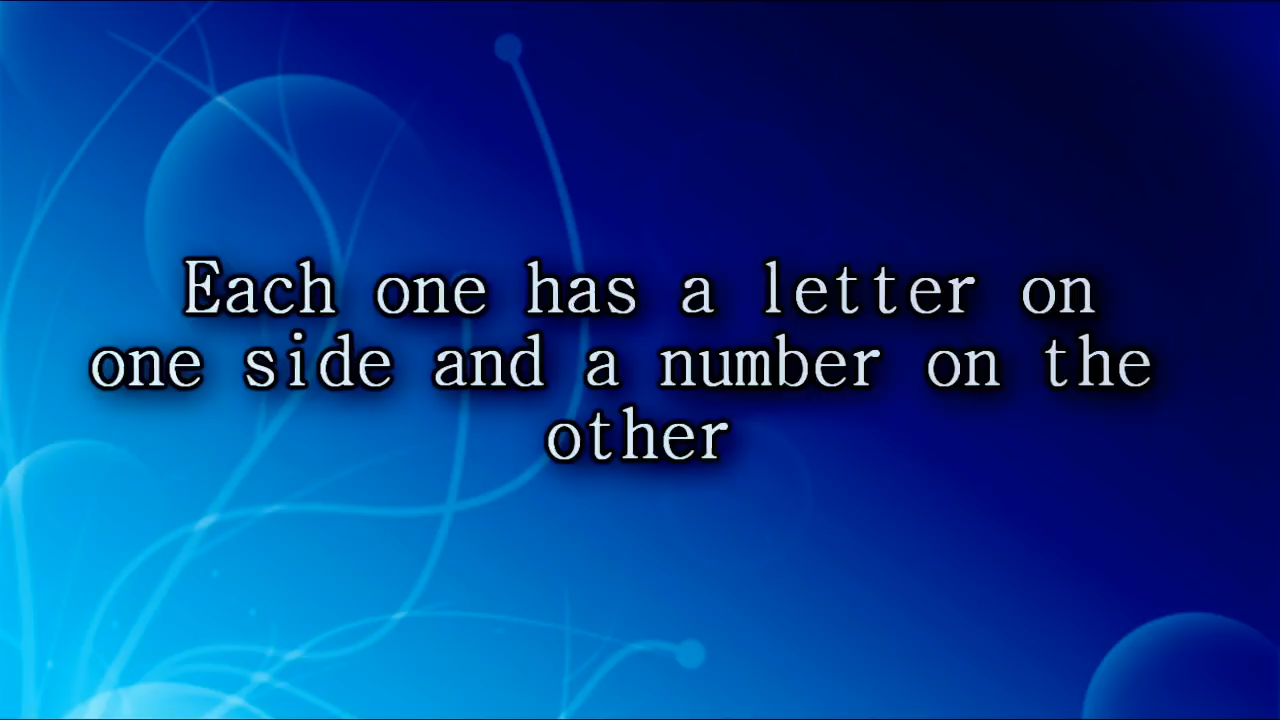 Each one has a letter on
one side and a number on the
other